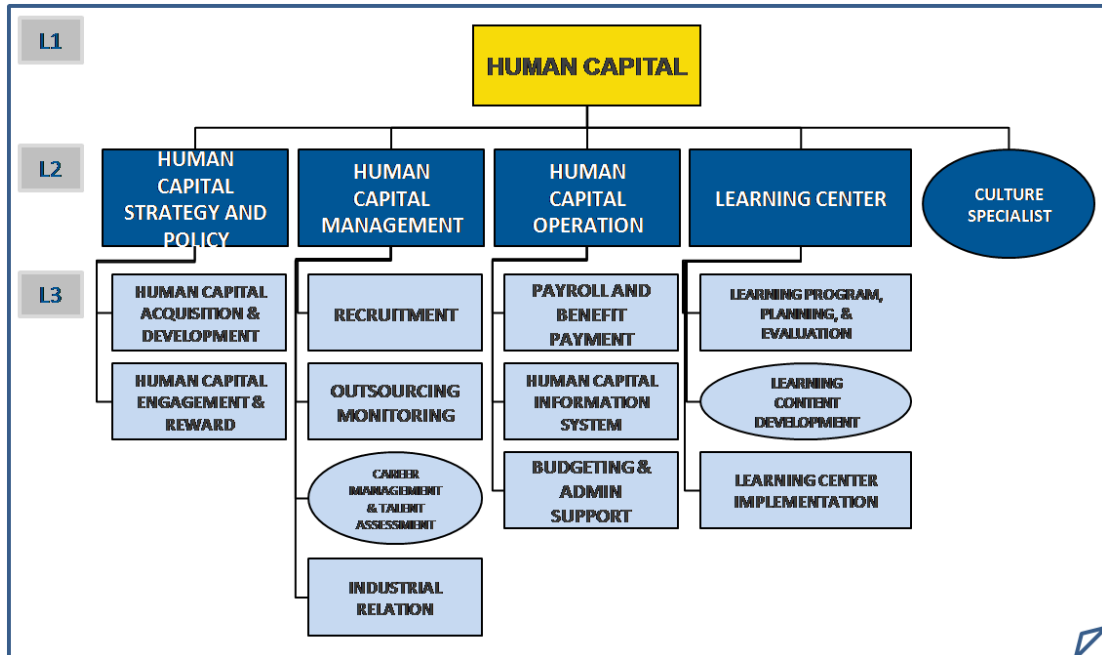 L1
HUMAN CAPITAL
L2
HUMAN
CAPITAL
STRATEGY AND
POLICY
HUMAN
CAPITAL
MANAGEMENT
HUMAN
CAPITAL
OPERATION
LEARNING CENTER
CULTURE
SPECIALIST
L3
HUMAN CAPITAL
ACQUISITION &
DEVELOPMENT
HUMAN CAPITAL
ENGAGEMENT &
REWARD
RECRUITMENT
OUTSOURCING
MONITORING
CAREER
MANAGEMENT
& TALENT
ASSESSMENT
INDUSTRIAL
RELATION
PAYROLL AND
BENEFIT
PAYMENT
HUMAN CAPITAL
INFORMATION
SYSTEM
BUDGETING &
ADMIN
SUPPORT
LEARNING PROGRAM,
PLANNING, &
EVALUATION
LEARNING
CONTENT
DEVELOPMENT
LEARNING CENTER
IMPLEMENTATION